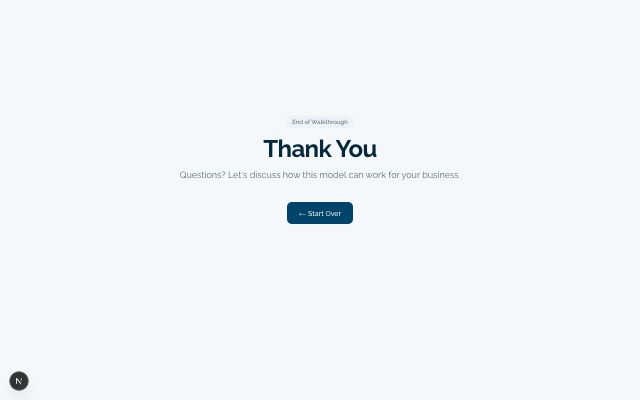 End of Walkthrough
Thank You
Questions? Let's discuss how this model can work for your business.
← Start Over
N